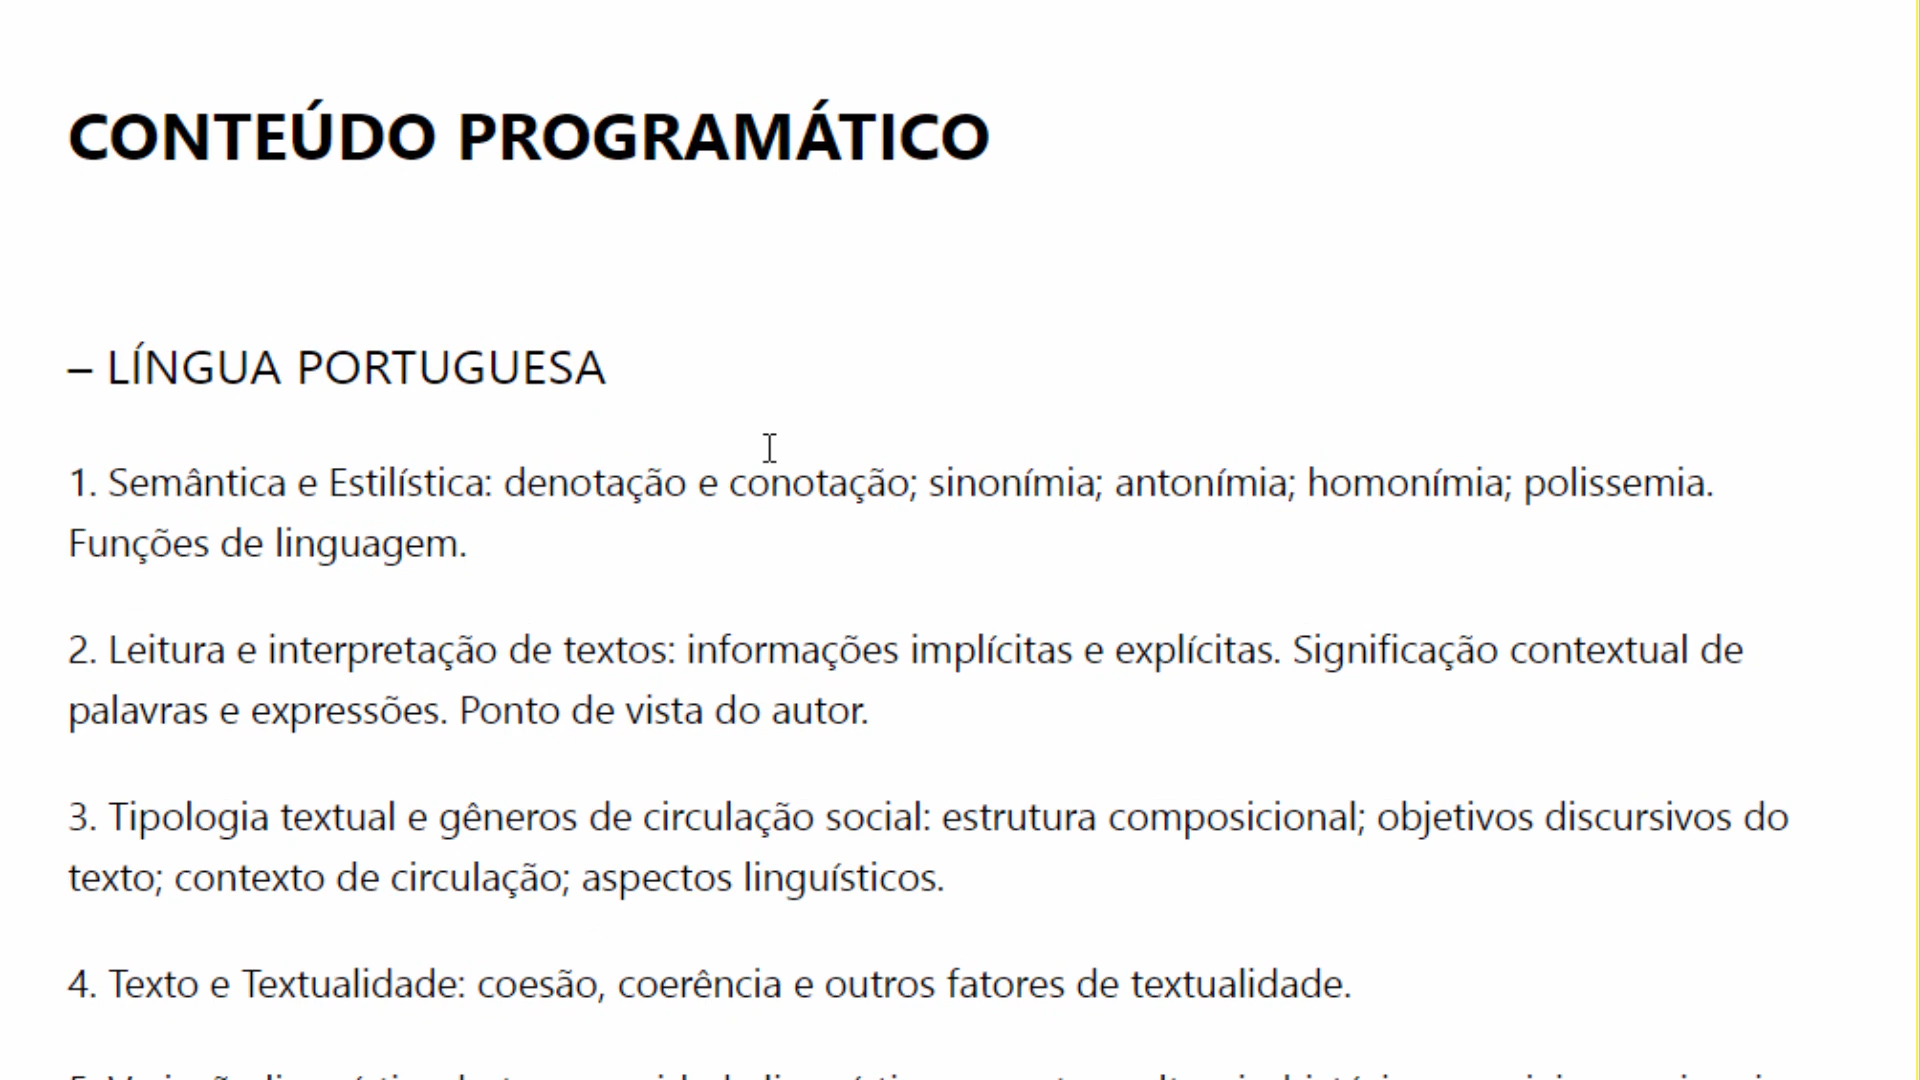 CONTEÚDO PROGRAMÁTICO
– LÍNGUA PORTUGUESA
1. Semântica e Estilística: denotação e conotação; sinonímia; antonímia; homonímia; polissemia.
Funções de linguagem.
2. Leitura e interpretação de textos: informações implícitas e explícitas. Significação contextual de
palavras e expressões. Ponto de vista do autor.
3. Tipologia textual e gêneros de circulação social: estrutura composicional; objetivos discursivos do
texto; contexto de circulação; aspectos linguísticos.
4. Texto e Textualidade: coesão, coerência e outros fatores de textualidade.